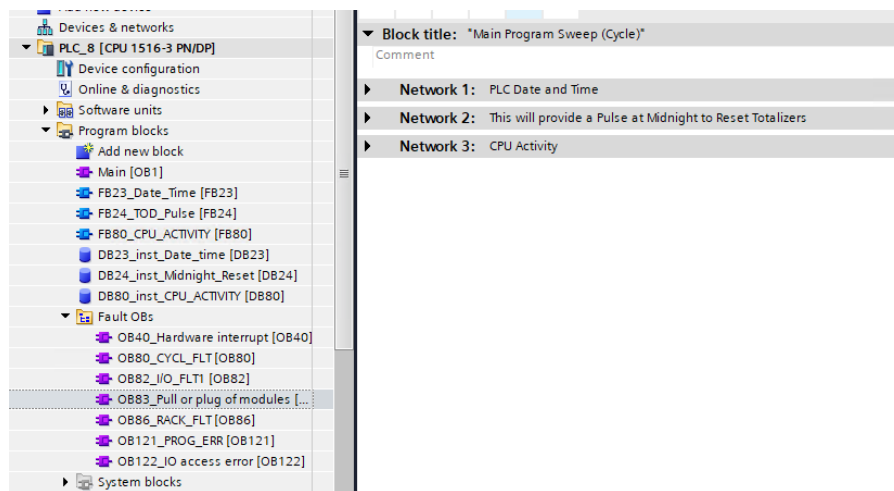 Devices & networks
PLC_8 [CPU 1516-3 PN/DP]
Device configuration
Online & diagnostics
Software units
Program blocks
Add new block
Main [OB1]
FB23_Date_Time [FB23]
FB24_TOD_Pulse [FB24]
FB80_CPU_ACTIVITY [FB80]
DB23_inst_Date_time [DB23]
DB24_inst_Midnight_Reset [DB24]
DB80_inst_CPU_ACTIVITY [DB80]
Fault OBs
OB40_Hardware interrupt [OB40]
OB80_CYCL_FLT [OB80]
OB82_I/O_FLT1 [OB82]
OB83_Pull or plug of modules [...
OB86_RACK_FLT [OB86]
OB121_PROG_ERR [OB121]
OB122_IO access error [OB122]
System blocks
Block title: "Main Program Sweep (Cycle)"
Comment
Network 1: PLC Date and Time
Network 2: This will provide a Pulse at Midnight to Reset Totalizers
Network 3: CPU Activity